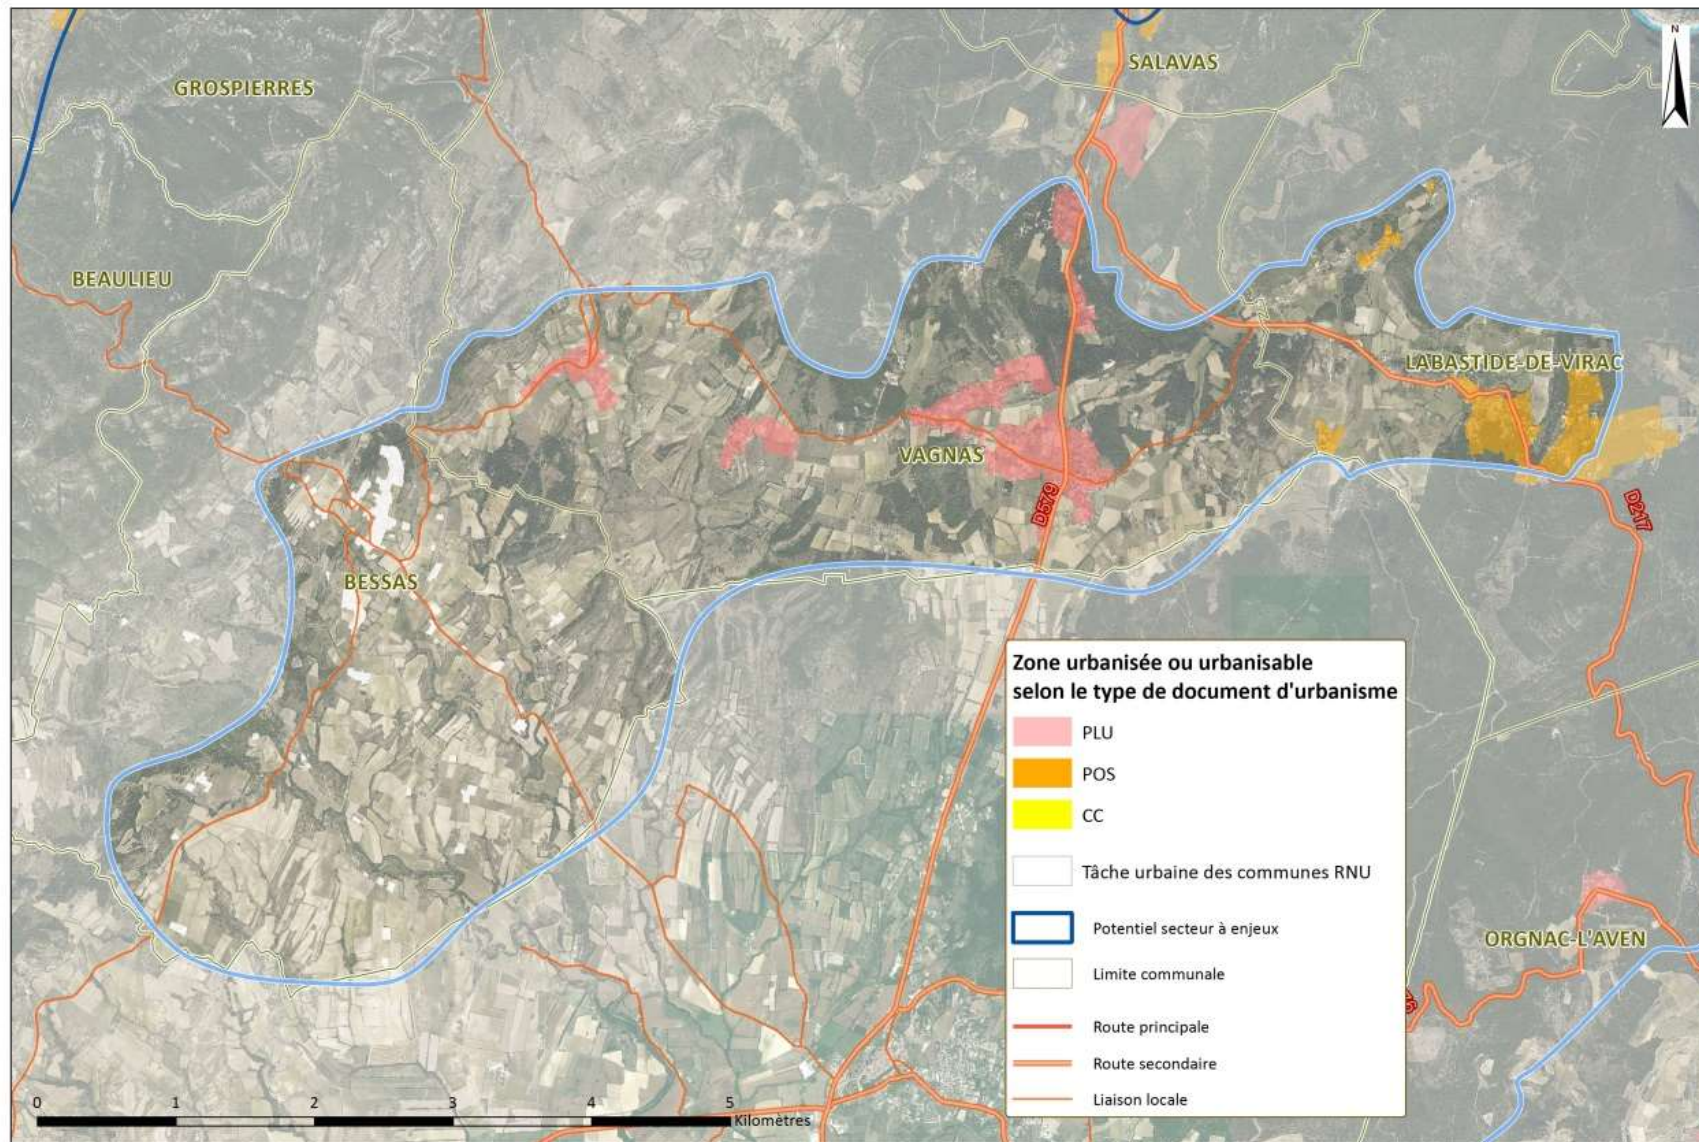 N
SALAVAS
GROSPIERRES
BEAULIEU
LABASTIDE-DE-VIRAC
VAGNAS
D579
D217
BESSAS
Zone urbanisée ou urbanisable
selon le type de document d'urbanisme
PLU
POS
CC
Tâche urbaine des communes RNU
Potentiel secteur à enjeux
Limite communale
Route principale
Route secondaire
Liaison locale
ORGNAC-L'AVEN
0 1 2 3 4 5
Kilomètres